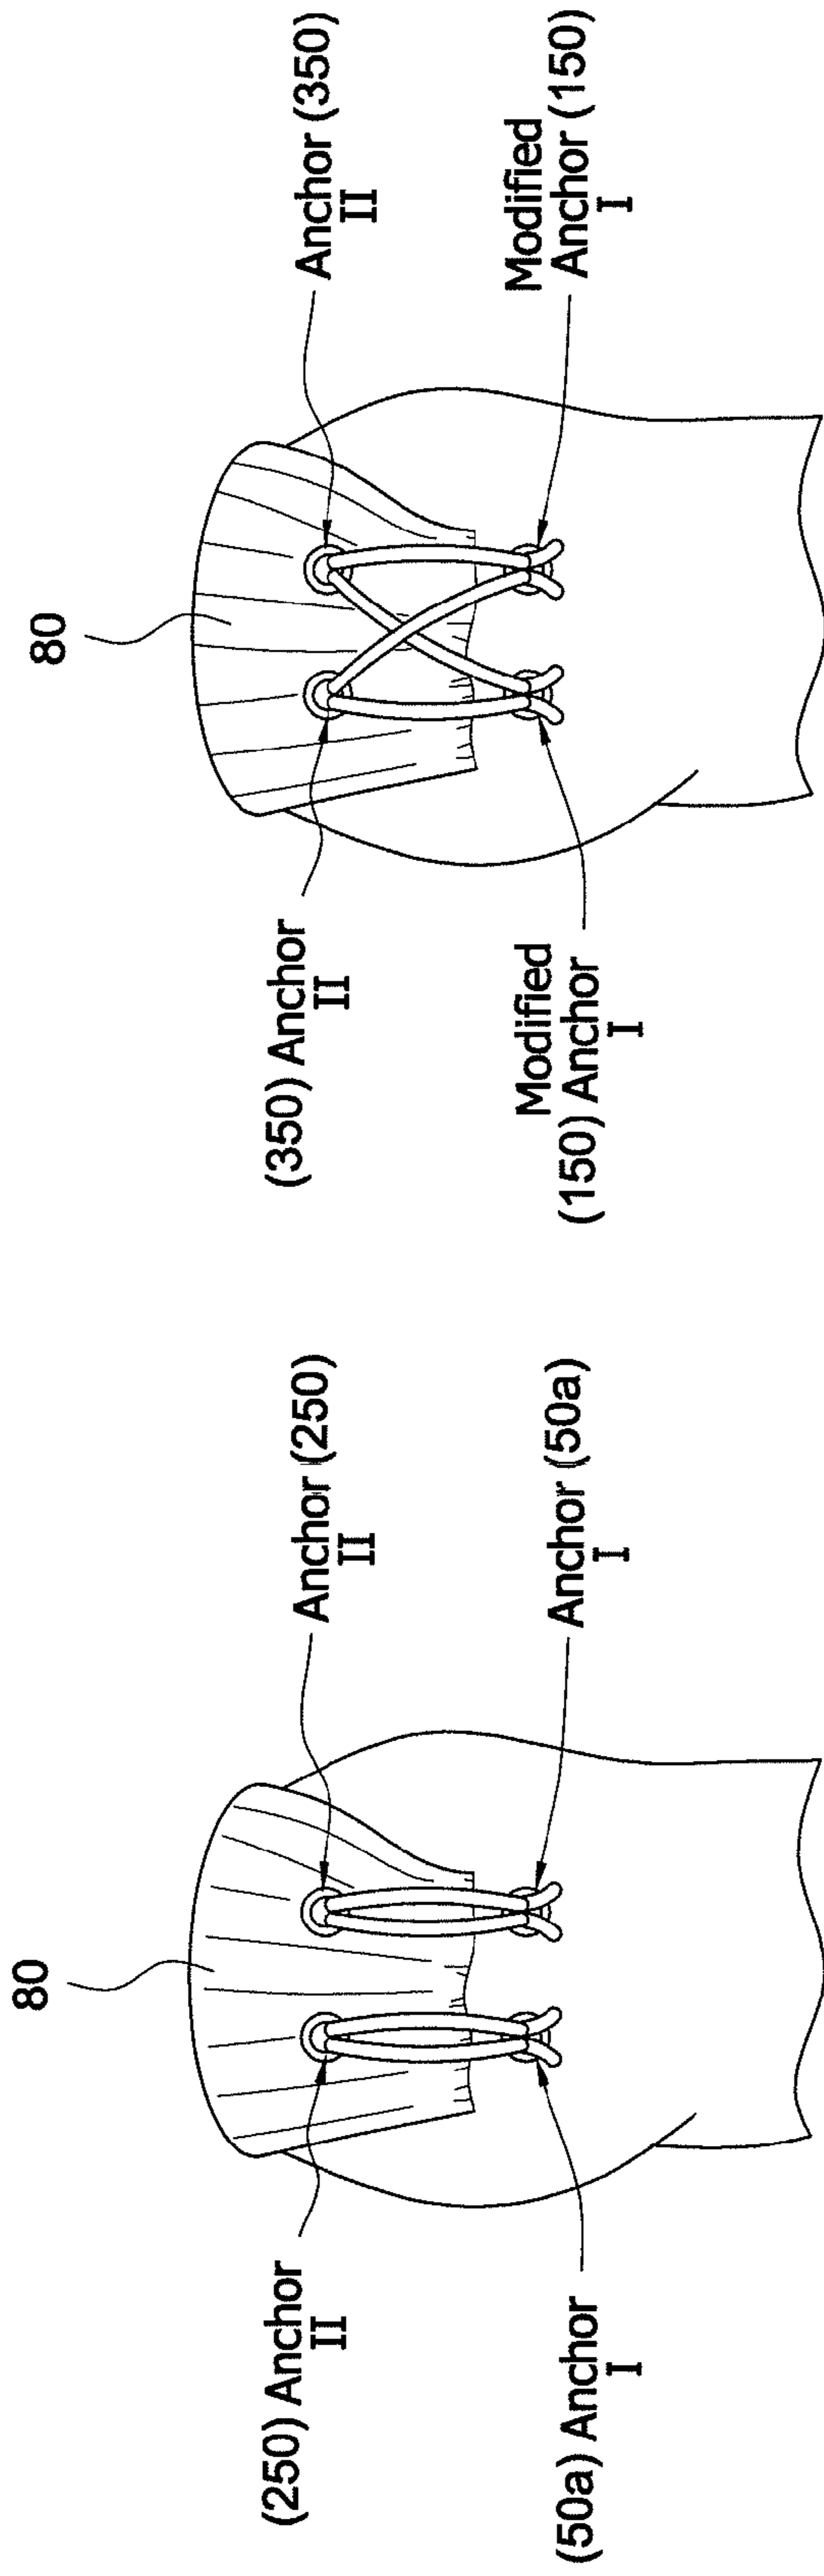 80
(250) Anchor
II
Anchor (250)
II
(50a) Anchor
I
Anchor (50a)
I
80
(350) Anchor
II
Anchor (350)
II
Modified
(150) Anchor
I
Modified
Anchor (150)
I